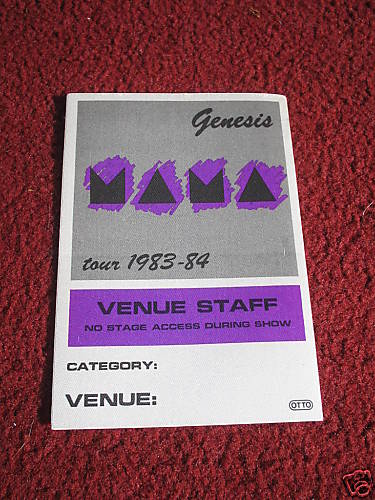 Genesis
MAMA
tour 1983-84
VENUE STAFF
NO STAGE ACCESS DURING SHOW
CATEGORY:
VENUE:
OTTO